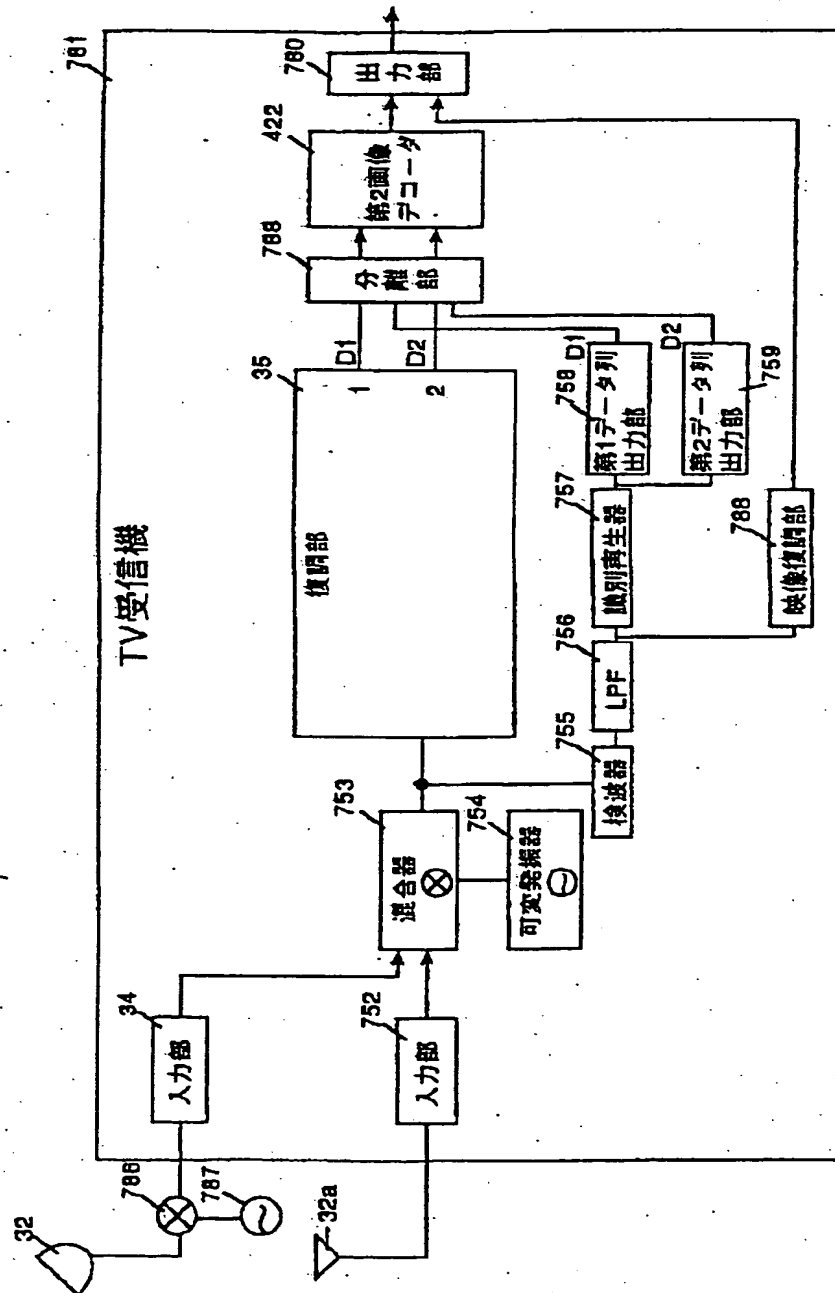 TV受信機
781
32
786
787
34
入力部
32a
752
入力部
753
混合器
754
可変発振器
35
復調部
1
2
D1
D2
788
分離部
422
第2画像
デコータ
780
出力部
755
検波器
756
LPF
757
識別再生器
758
第1データ列
出力部
D1
759
第2データ列
出力部
D2
788
映像復調部